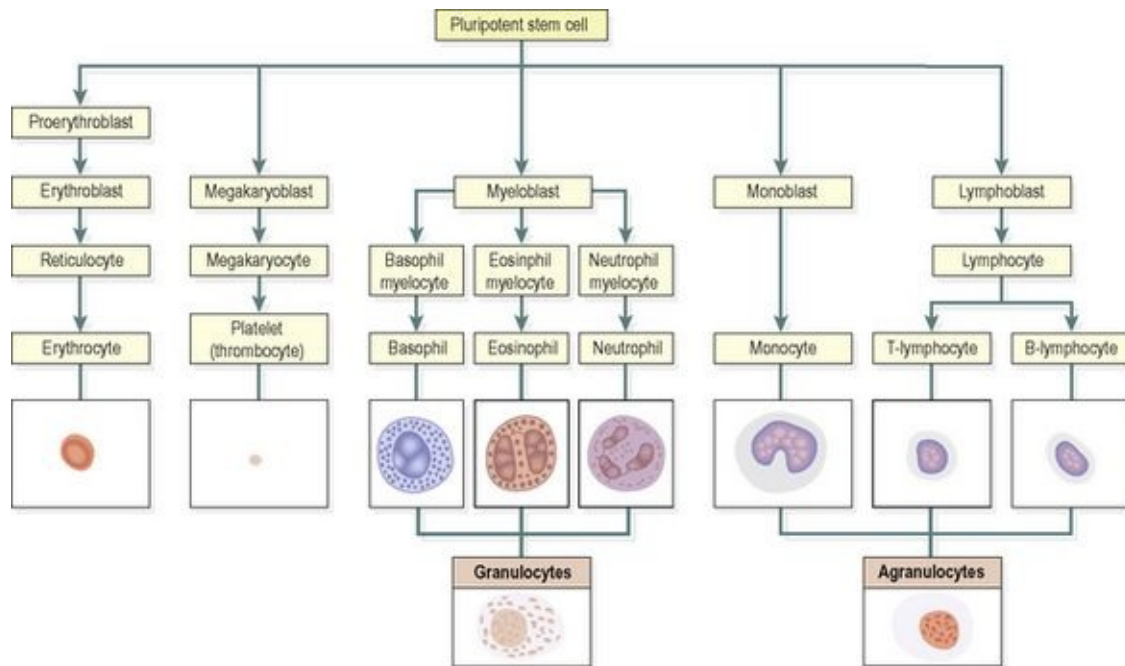 Pluripotent stem cell
Proerythroblast
Erythroblast
Megakaryoblast
Myeloblast
Monoblast
Lymphoblast
Reticulocyte
Megakaryocyte
Basophil
myelocyte
Eosinphil
myelocyte
Neutrophil
myelocyte
Lymphocyte
Erythrocyte
Platelet
(thrombocyte)
Basophil
Eosinophil
Neutrophil
Monocyte
T-lymphocyte
B-lymphocyte
Granulocytes
Agranulocytes